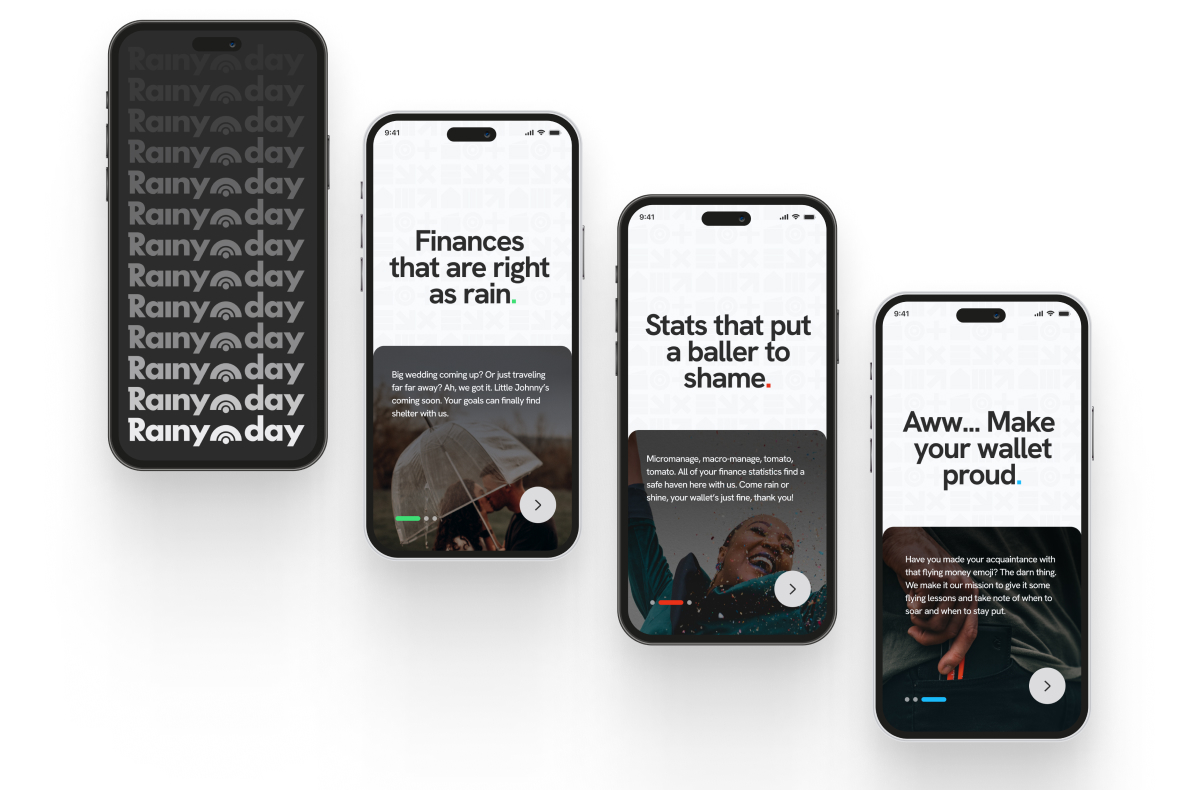 Rainy day
Rainy day
Rainy day
Rainy day
Rainy day
Rainy day
Rainy day
Rainy day
Rainy day
Rainy day
Rainy day
Rainy day
Rainy day
9:41
Finances
that are right
as rain.
Big wedding coming up? Or just traveling
far far away? Ah, we got it. Little Johnny's
coming soon. Your goals can finally find
shelter with us.
9:41
Stats that put
a baller to
shame.
Micromanage, macro-manage, tomato,
tomato. All of your finance statistics find a
safe haven here with us. Come rain or
shine, your wallet's just fine, thank you!
9:41
Aww... Make
your wallet
proud.
Have you made your acquaintance with
that flying money emoji? The darn thing.
We make it our mission to give it some
flying lessons and take note of when to
soar and when to stay put.